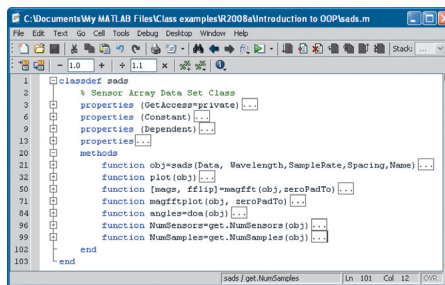 C:\Documents\My MATLAB Files\Class examples\R2008a\Introduction to OOP\sads.m
File Edit Text Go Cell Tools Debug Desktop Window Help
Stack: ...
- 1.0 + ÷ 1.1 ×
1 classdef sads
2 % Sensor Array Data Set Class
3 properties (GetAccess=private) ...
6 properties (Constant) ...
9 properties (Dependent) ...
13 properties ...
20 methods
21 function obj=sads(Data, Wavelength,SampleRate,Spacing,Name) ...
32 function plot(obj) ...
50 function [mags, fflip]=magfft(obj,zeroPadTo) ...
71 function magfftplot(obj, zeroPadTo) ...
84 function angles=doa(obj) ...
96 function NumSensors=get.NumSensors(obj) ...
99 function NumSamples=get.NumSamples(obj) ...
102 end
103 end
sads / get.NumSamples Ln 101 Col 12 OVR